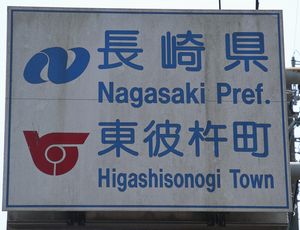 長崎県
Nagasaki Pref.
東彼杵町
Higashisonogi Town